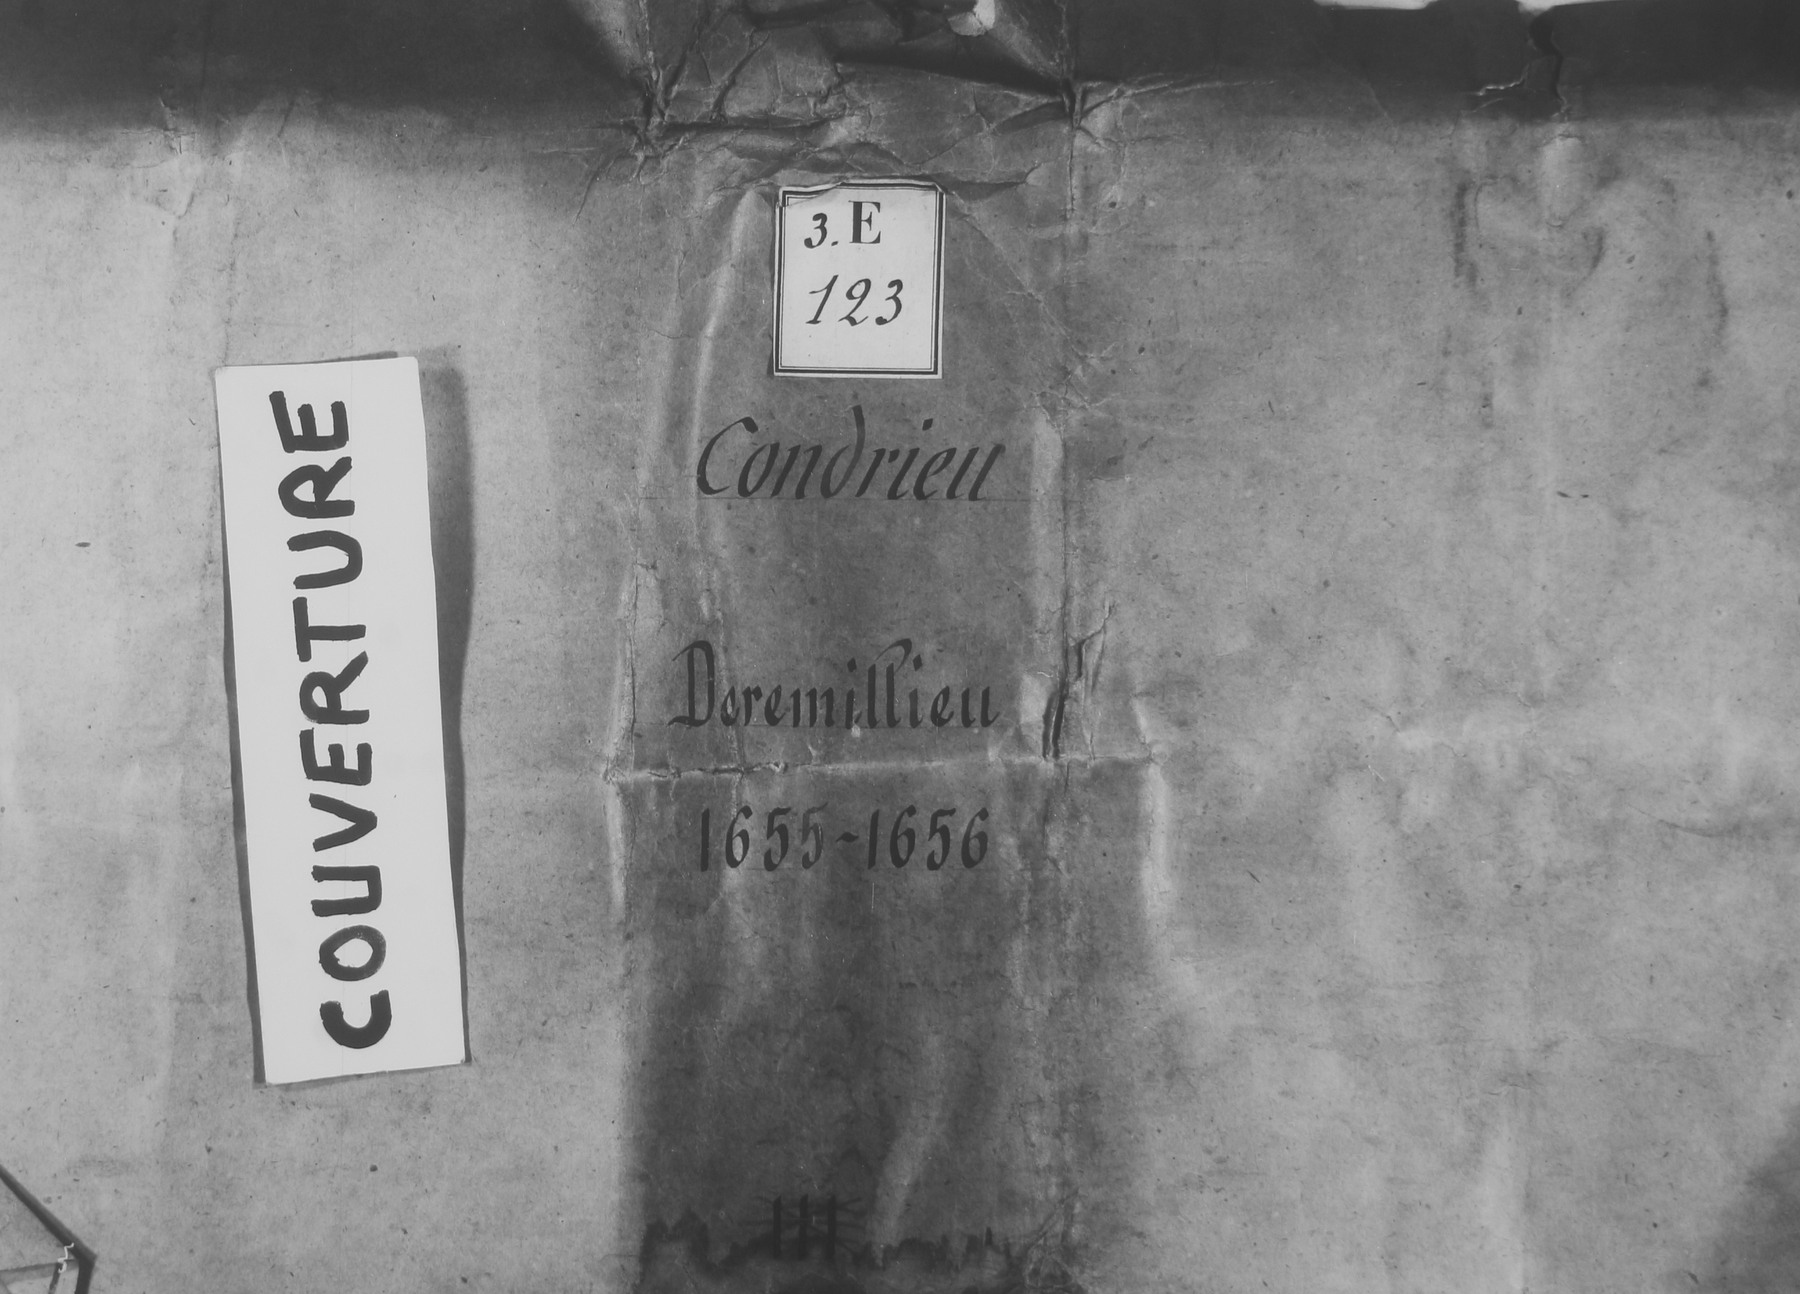 COUVERTURE
3. E
123
Condrieu
Deremillieu
1655-1656